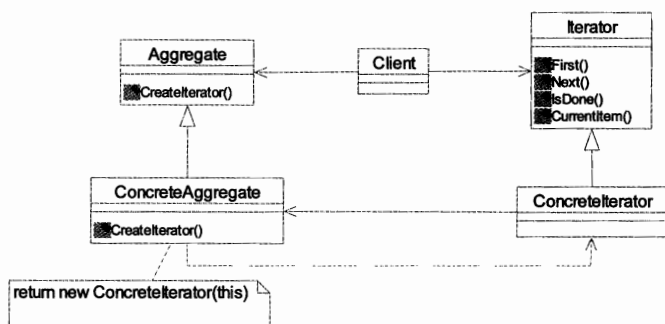 Aggregate
CreateIterator()
Client
Iterator
First()
Next()
IsDone()
CurrentItem()
ConcreteAggregate
CreateIterator()
ConcreteIterator
return new ConcreteIterator(this)